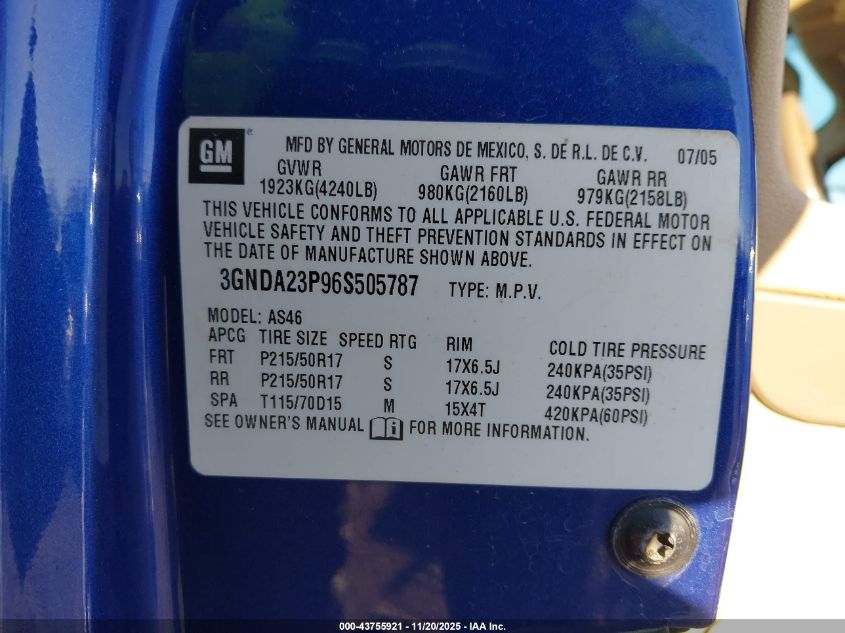 GM
MFD BY GENERAL MOTORS DE MEXICO, S. DE R.L. DE C.V. 07/05
GVWR GAWR FRT GAWR RR
1923KG(4240LB) 980KG(2160LB) 979KG(2158LB)
THIS VEHICLE CONFORMS TO ALL APPLICABLE U.S. FEDERAL MOTOR
VEHICLE SAFETY AND THEFT PREVENTION STANDARDS IN EFFECT ON
THE DATE OF MANUFACTURE SHOWN ABOVE.
3GNDA23P96S505787 TYPE: M.P.V.
MODEL: AS46
APCG TIRE SIZE SPEED RTG RIM COLD TIRE PRESSURE
FRT P215/50R17 S 17X6.5J 240KPA(35PSI)
RR P215/50R17 S 17X6.5J 240KPA(35PSI)
SPA T115/70D15 M 15X4T 420KPA(60PSI)
SEE OWNER'S MANUAL i FOR MORE INFORMATION.
000-43755921 - 11/20/2025 - IAA Inc.